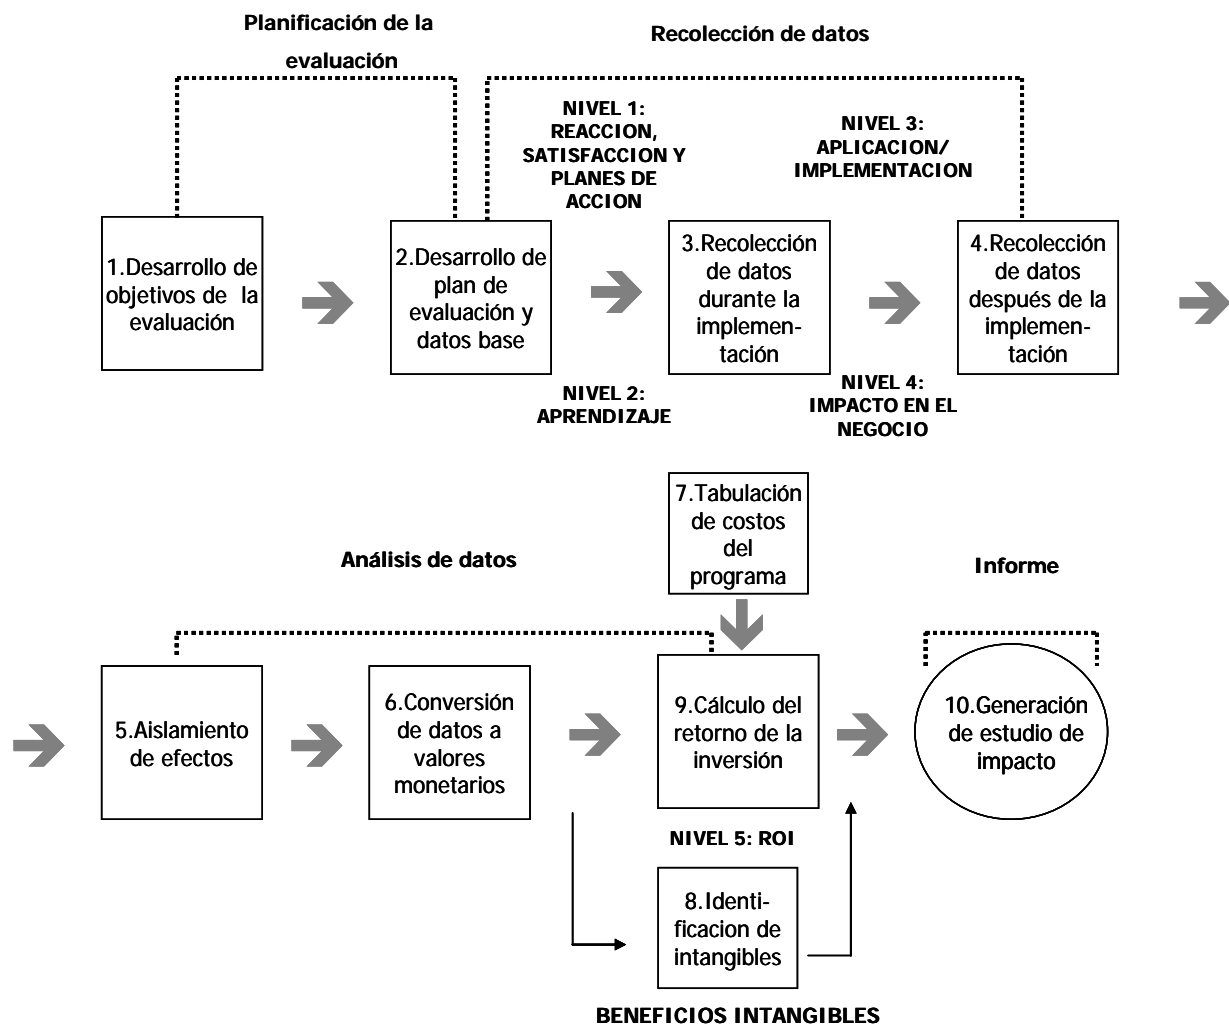 Planificación de la
evaluación
Recolección de datos
NIVEL 1:
REACCION,
SATISFACCION Y
PLANES DE
ACCION
NIVEL 3:
APLICACION/
IMPLEMENTACION
1.Desarrollo de
objetivos de la
evaluación
2.Desarrollo de
plan de
evaluación y
datos base
3.Recolección
de datos
durante la
implemen-
tación
4.Recolección
de datos
después de la
implemen-
tación
NIVEL 2:
APRENDIZAJE
NIVEL 4:
IMPACTO EN EL
NEGOCIO
7.Tabulación
de costos
del
programa
Análisis de datos
Informe
5.Aislamiento
de efectos
6.Conversión
de datos a
valores
monetarios
9.Cálculo del
retorno de la
inversión
10.Generación
de estudio de
impacto
NIVEL 5: ROI
8.Identi-
ficacion de
intangibles
BENEFICIOS INTANGIBLES